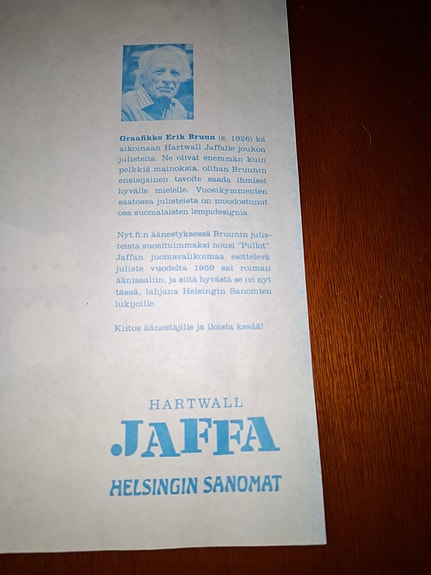 Graafikko Erik Bruun (s. 1926) loi
aikoinaan Hartwall Jaffalle joukon
julisteita. Ne olivat enemmän kuin
pelkkiä mainoksia, olihan Bruunin
ensisijainen tavoite saada ihmiset
hyvälle mielelle. Vuosikymmenten
saatossa julisteista on muodostunut
osa suomalaisten lempidesignia.
Nyt.fi:n äänestyksessä Bruunin julis-
teista suosituimmaksi nousi "Pullot".
Jaffan juomavalikoimaa esittelevä
juliste vuodelta 1959 sai roiman
äänisaaliin, ja siitä hyvästä se on nyt
tässä, lahjana Helsingin Sanomien
lukijoille.
Kiitos äänestäjille ja iloista kesää!
HARTWALL
JAFFA
HELSINGIN SANOMAT